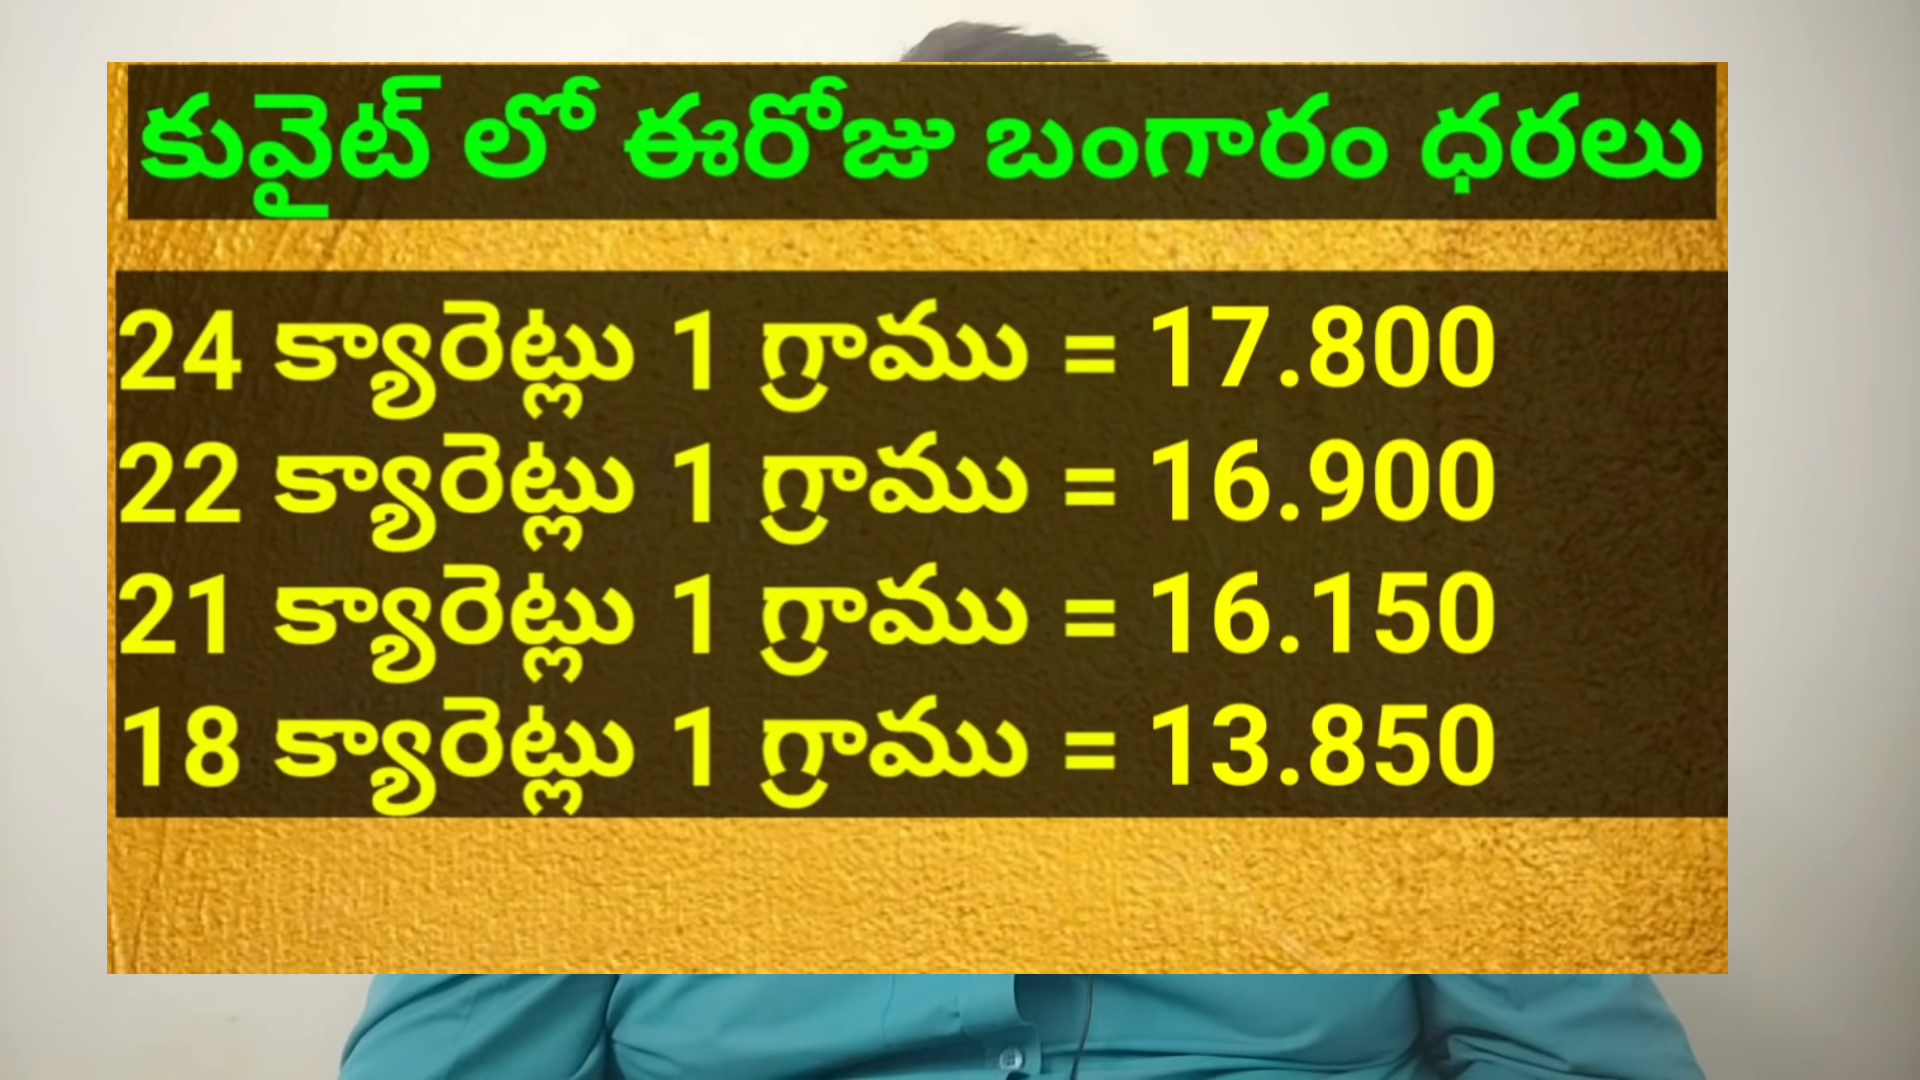 కువైట్ లో ఈరోజు బంగారం ధరలు
24 క్యారెట్లు 1 గ్రాము = 17.800
22 క్యారెట్లు 1 గ్రాము = 16.900
21 క్యారెట్లు 1 గ్రాము = 16.150
18 క్యారెట్లు 1 గ్రాము = 13.850